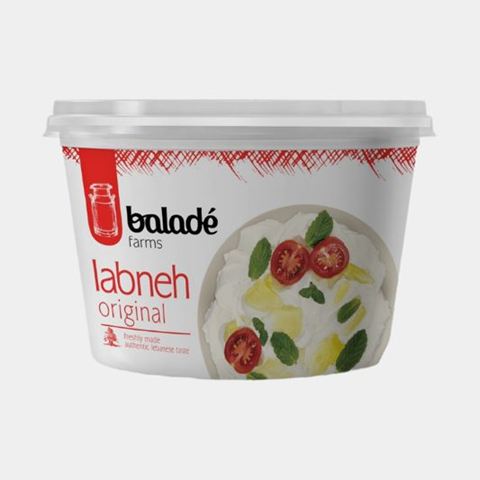 baladé
farms
labneh
original
freshly made
authentic lebanese taste